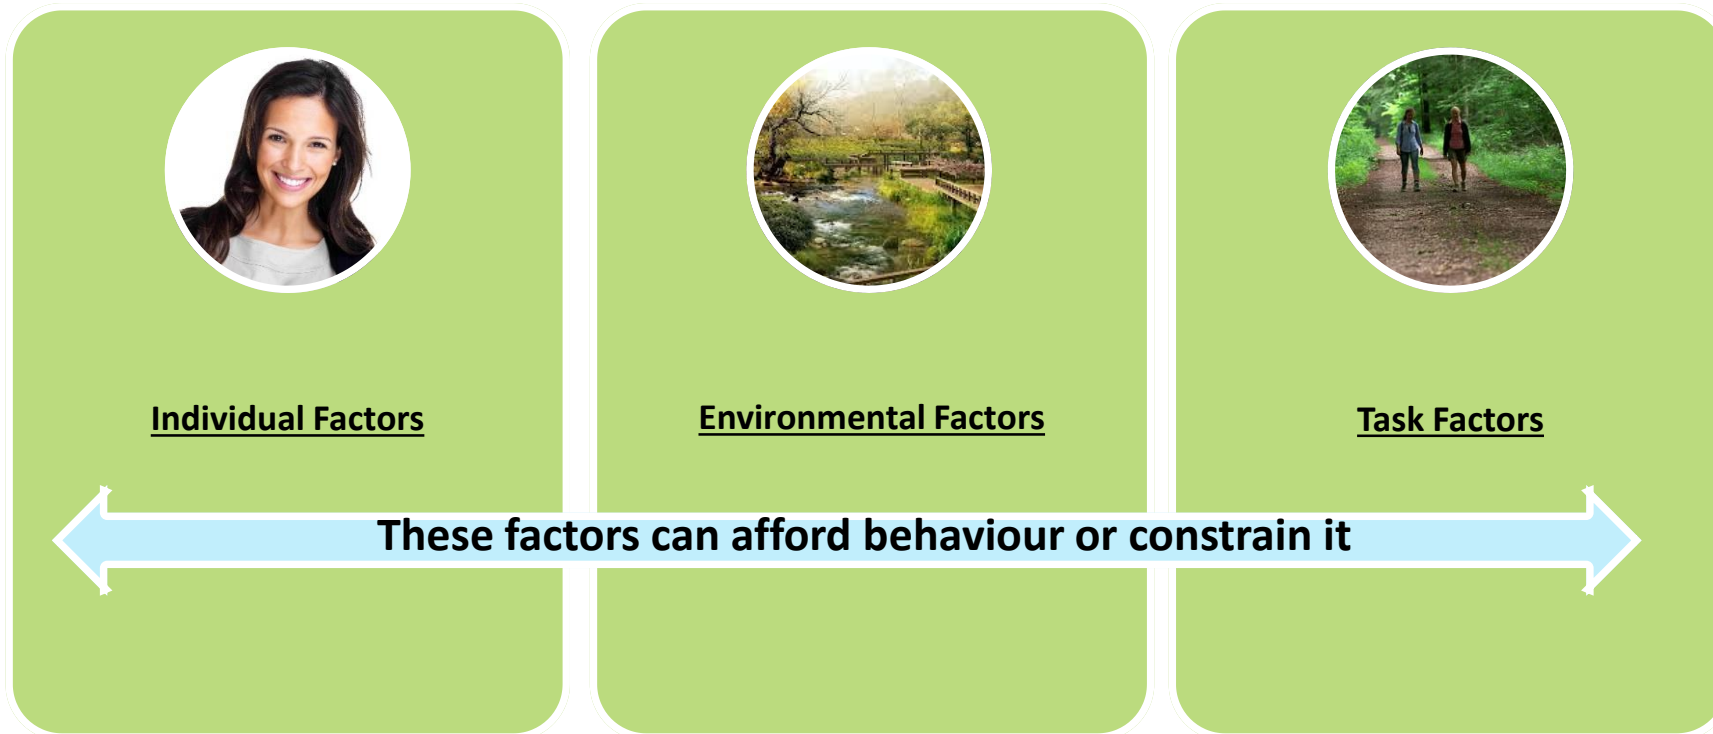 Individual Factors
Environmental Factors
Task Factors
These factors can afford behaviour or constrain it